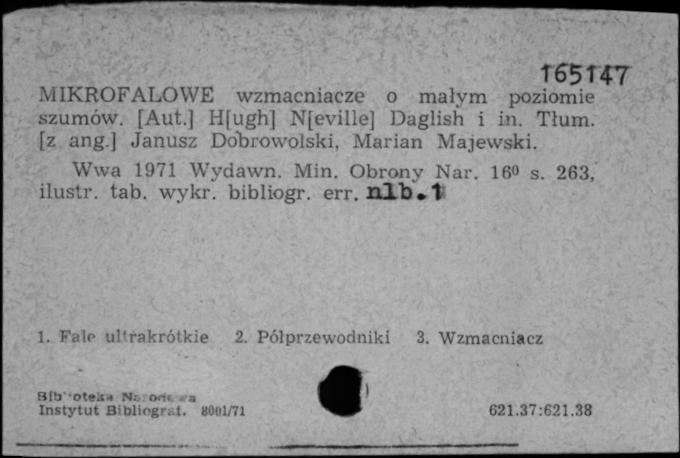 165147
MIKROFALOWE wzmacniacze o małym poziomie
szumów. [Aut.] H[ugh] N[eville] Daglish i in. Tłum.
[z ang.] Janusz Dobrowolski, Marian Majewski.
Wwa 1971 Wydawn. Min. Obrony Nar. 16⁰ s. 263,
ilustr. tab. wykr. bibliogr. err. nlb. 1
1. Fale ultrakrótkie 2. Półprzewodniki 3. Wzmacniacz
Biblioteka Narodowa
Instytut Bibliograf. 8001/71
621.37:621.38